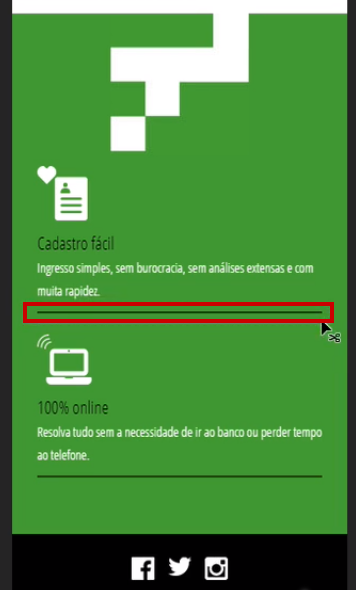 Cadastro fácil
Ingresso simples, sem burocracia, sem análises extensas e com
muita rapidez.
100% online
Resolva tudo sem a necessidade de ir ao banco ou perder tempo
ao telefone.